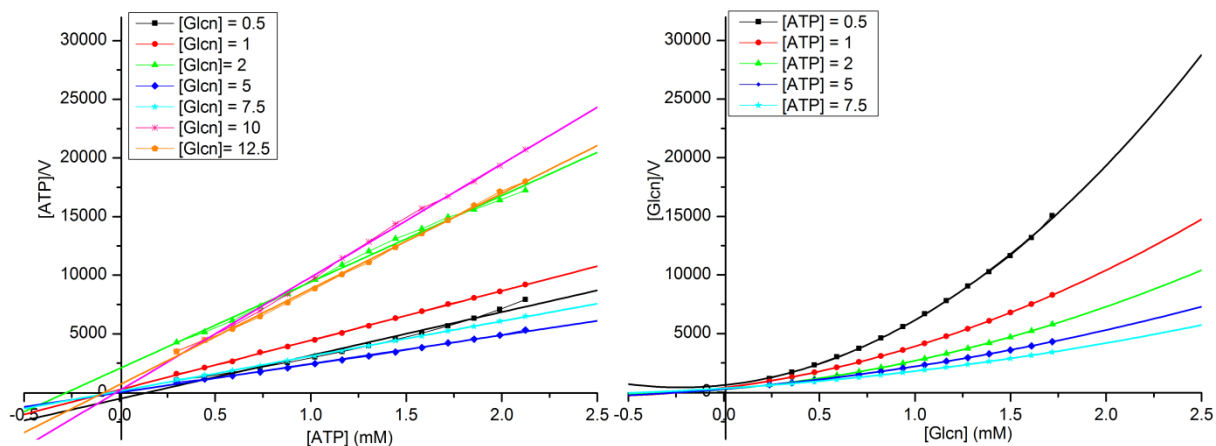 [Glcn] = 0.5
[Glcn] = 1
[Glcn]= 2
[Glcn] = 5
[Glcn] = 7.5
[Glcn] = 10
[Glcn]= 12.5
30000
25000
20000
15000
10000
5000
0
[ATP]/V
-0.5
0.0
0.5
1.0
1.5
2.0
2.5
[ATP] (mM)
[ATP] = 0.5
[ATP] = 1
[ATP] = 2
[ATP] = 5
[ATP] = 7.5
30000
25000
20000
15000
10000
5000
0
[Glcn]/V
-0.5
0.0
0.5
1.0
1.5
2.0
2.5
[Glcn] (mM)